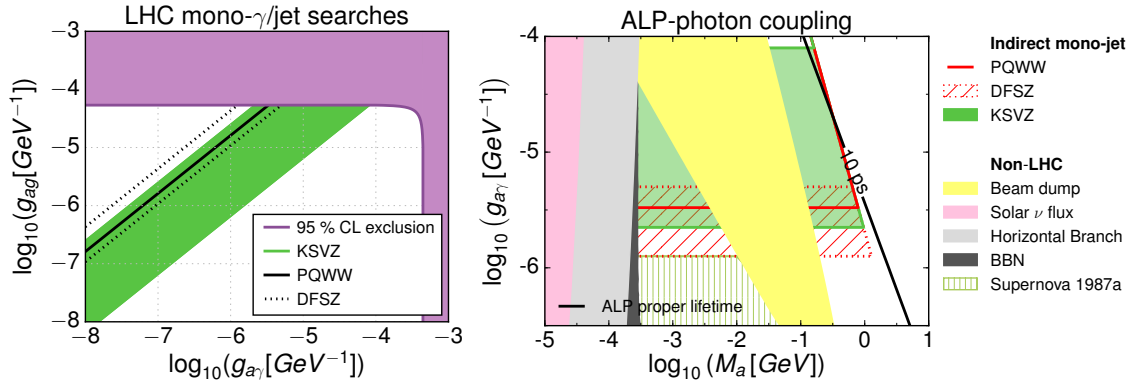 LHC mono-γ/jet searches
−3
−4
−5
−6
−7
−8
log10(gag[GeV−1])
−8
−7
−6
−5
−4
−3
log10(gaγ[GeV−1])
95 % CL exclusion
KSVZ
PQWW
DFSZ
ALP-photon coupling
-4
-5
-6
log10 (gaγ[GeV−1])
10 ps
ALP proper lifetime
-5
-4
-3
-2
-1
0
1
log10 (Ma[GeV])
Indirect mono-jet
PQWW
DFSZ
KSVZ
Non-LHC
Beam dump
Solar ν flux
Horizontal Branch
BBN
Supernova 1987a